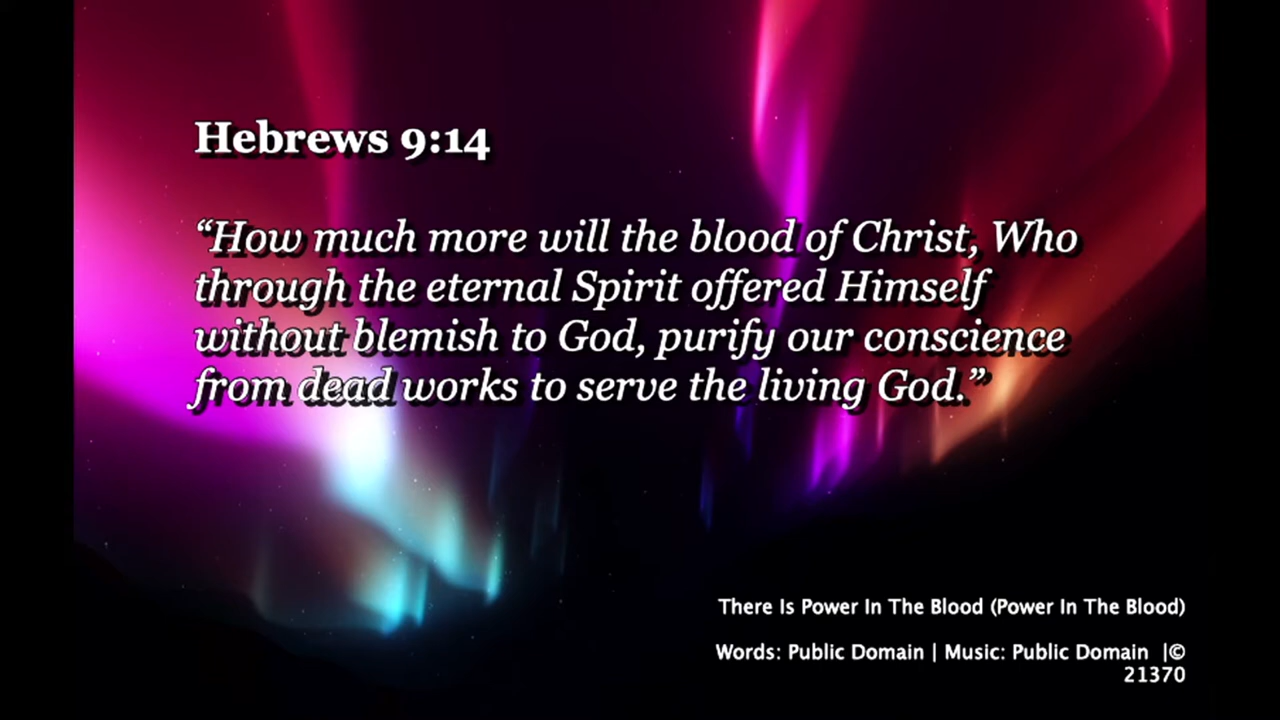 Hebrews 9:14
“How much more will the blood of Christ, Who
through the eternal Spirit offered Himself
without blemish to God, purify our conscience
from dead works to serve the living God.”
There Is Power In The Blood (Power In The Blood)
Words: Public Domain | Music: Public Domain |©
21370